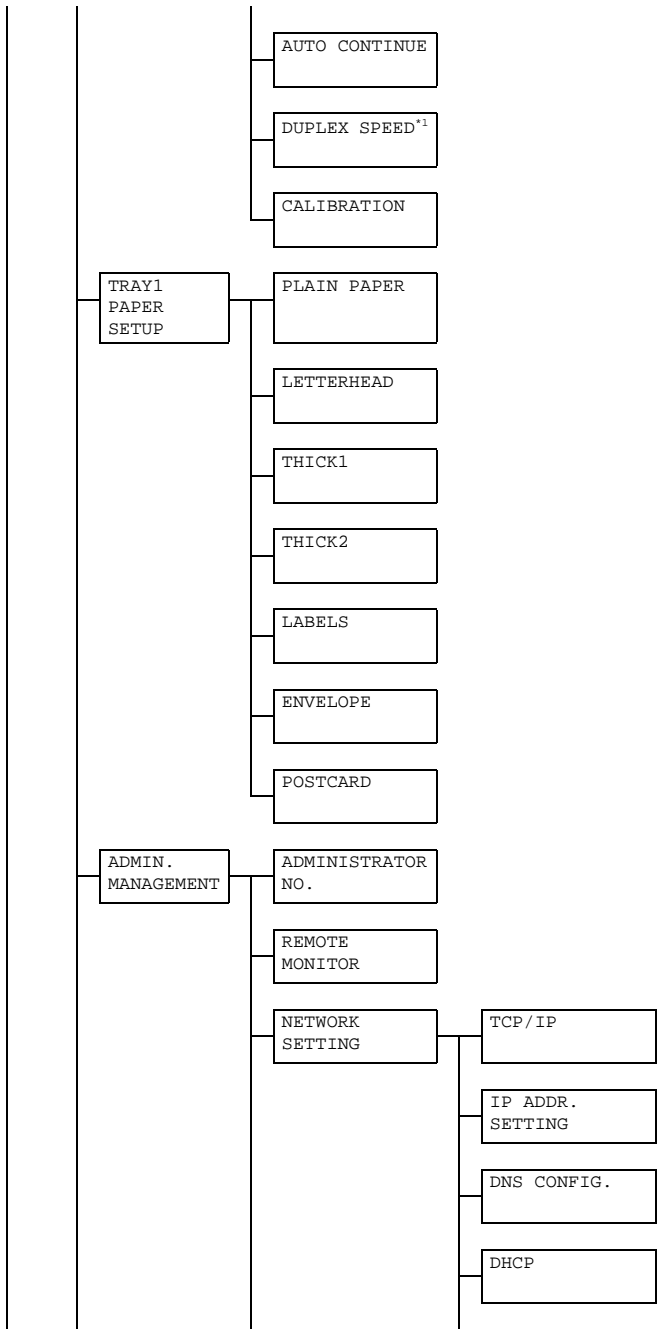 AUTO CONTINUE
DUPLEX SPEED*1
CALIBRATION
TRAY1
PAPER
SETUP
PLAIN PAPER
LETTERHEAD
THICK1
THICK2
LABELS
ENVELOPE
POSTCARD
ADMIN.
MANAGEMENT
ADMINISTRATOR
NO.
REMOTE
MONITOR
NETWORK
SETTING
TCP/IP
IP ADDR.
SETTING
DNS CONFIG.
DHCP